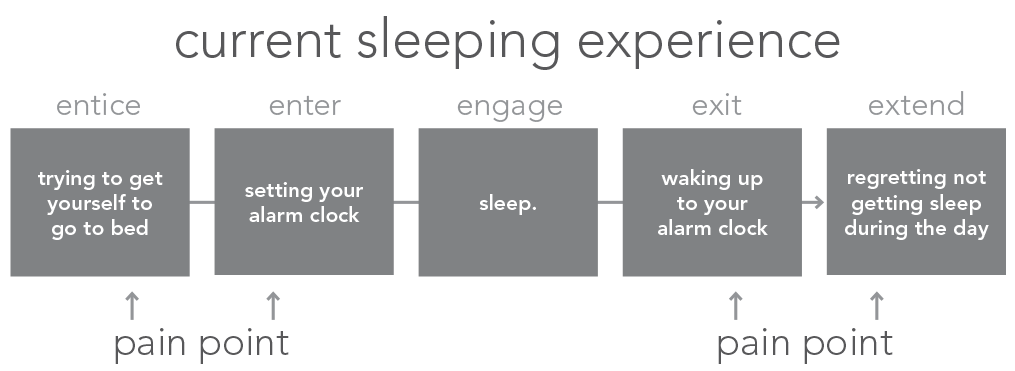 current sleeping experience
entice
enter
engage
exit
extend
trying to get
yourself to
go to bed
setting your
alarm clock
sleep.
waking up
to your
alarm clock
regretting not
getting sleep
during the day
pain point
pain point